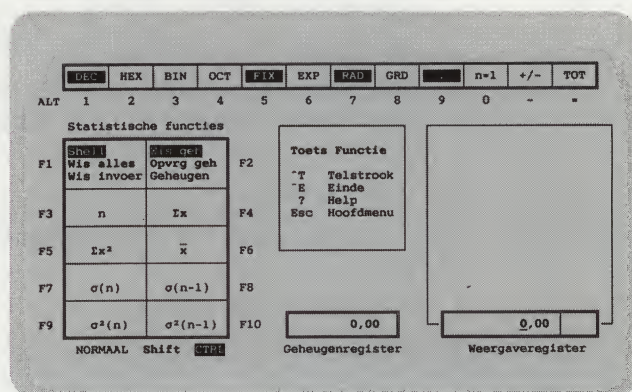 DEC HEX BIN OCT FIX EXP RAD GRD . n=1 +/- TOT
ALT 1 2 3 4 5 6 7 8 9 0 - =
Statistische functies
F1 Shell Wis geh F2
Wis alles Opvrg geh
Wis invoer Geheugen
F3 n Σx F4
F5 Σx² x̅ F6
F7 σ(n) σ(n-1) F8
F9 σ²(n) σ²(n-1) F10
NORMAAL Shift CTRL
Toets Functie
^T Telstrook
^E Einde
? Help
Esc Hoofdmenu
0,00
Geheugenregister
0,00
Weergaveregister